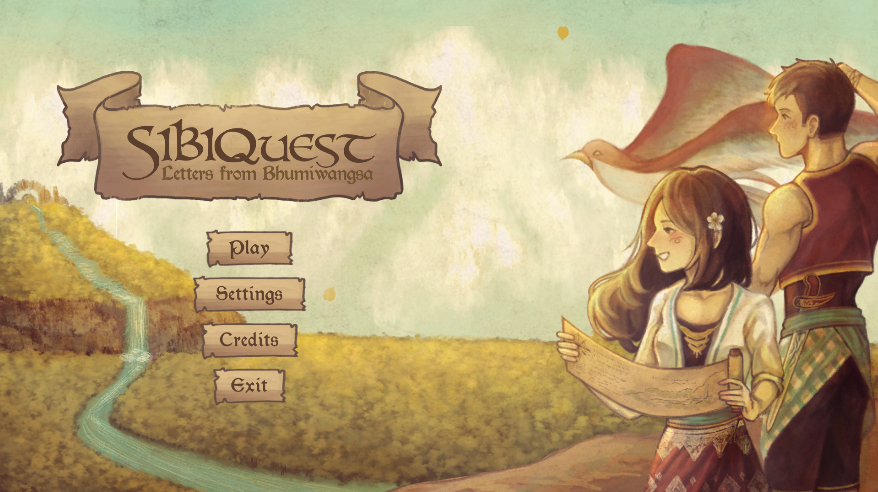 SIBIQUEST
Letters from Bhumiwangsa
Play
Settings
Credits
Exit